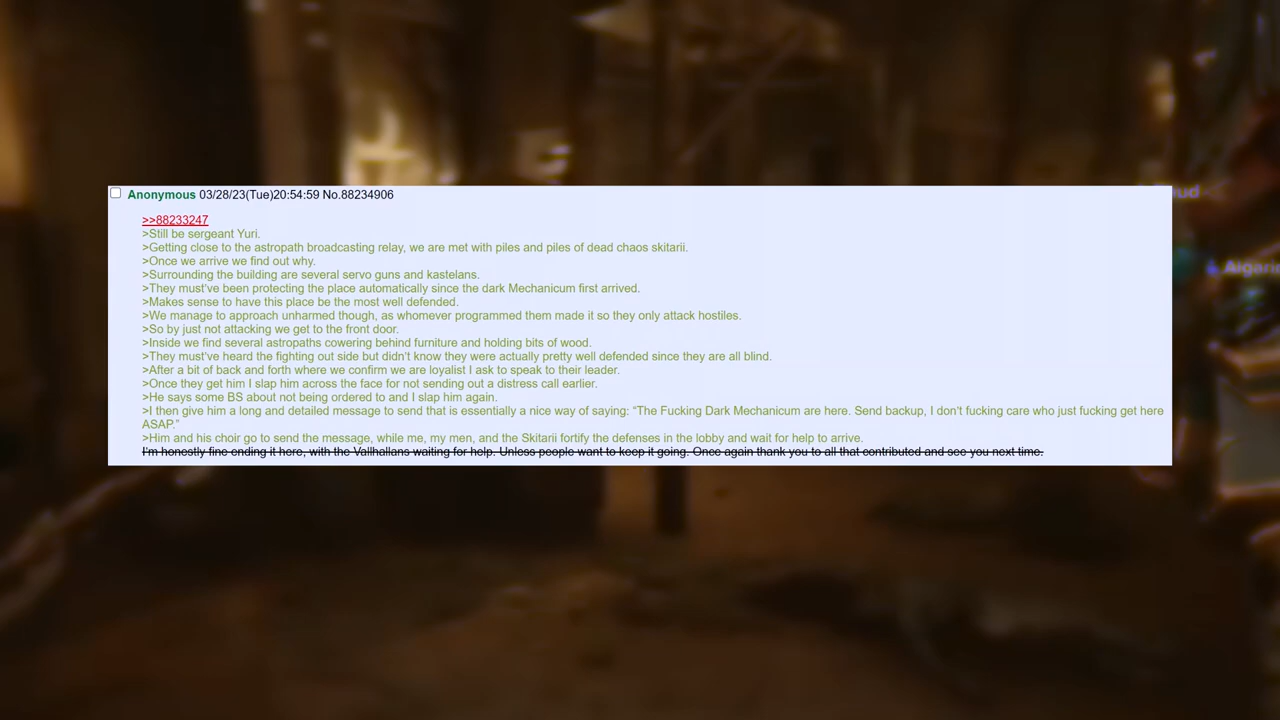 Anonymous 03/28/23(Tue)20:54:59 No.88234906
>>88233247
>Still be sergeant Yuri.
>Getting close to the astropath broadcasting relay, we are met with piles and piles of dead chaos skitarii.
>Once we arrive we find out why.
>Surrounding the building are several servo guns and kastelans.
>They must've been protecting the place automatically since the dark Mechanicum first arrived.
>Makes sense to have this place be the most well defended.
>We manage to approach unharmed though, as whomever programmed them made it so they only attack hostiles.
>So by just not attacking we get to the front door.
>Inside we find several astropaths cowering behind furniture and holding bits of wood.
>They must've heard the fighting out side but didn't know they were actually pretty well defended since they are all blind.
>After a bit of back and forth where we confirm we are loyalist I ask to speak to their leader.
>Once they get him I slap him across the face for not sending out a distress call earlier.
>He says some BS about not being ordered to and I slap him again.
>I then give him a long and detailed message to send that is essentially a nice way of saying: “The Fucking Dark Mechanicum are here. Send backup, I don't fucking care who just fucking get here
ASAP.”
>Him and his choir go to send the message, while me, my men, and the Skitarii fortify the defenses in the lobby and wait for help to arrive.
I'm honestly fine ending it here, with the Vallhallans waiting for help. Unless people want to keep it going. Once again thank you to all that contributed and see you next time.